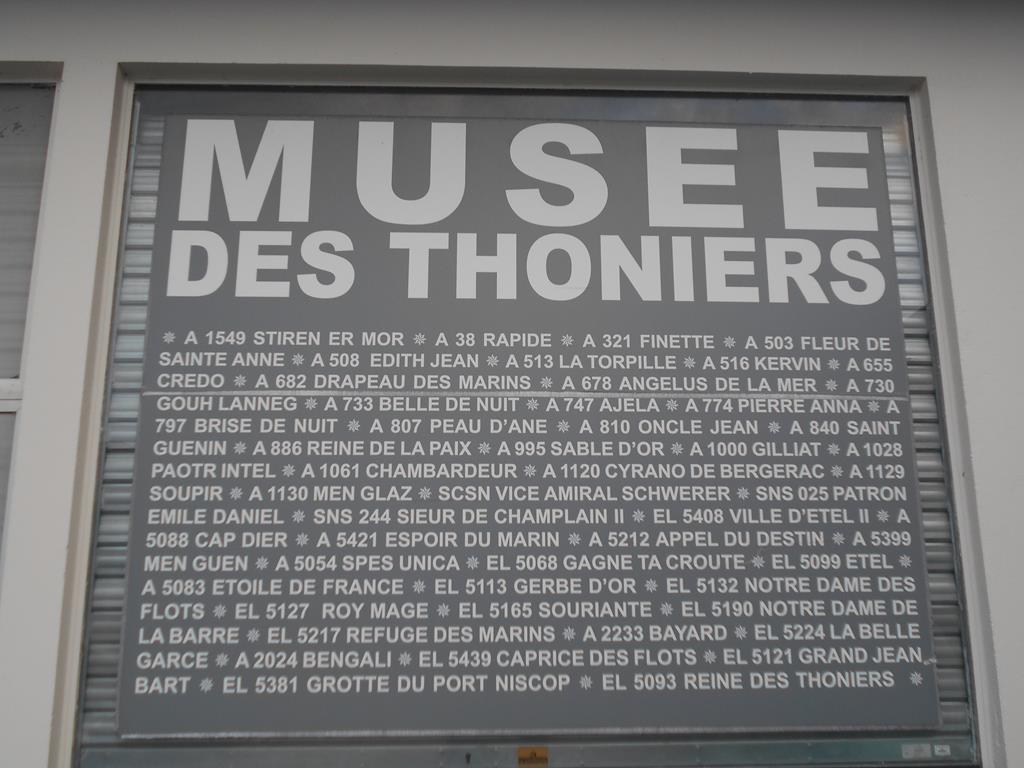 MUSEE
DES THONIERS
✵ A 1549 STIREN ER MOR ✵ A 38 RAPIDE ✵ A 321 FINETTE ✵ A 503 FLEUR DE
SAINTE ANNE ✵ A 508 EDITH JEAN ✵ A 513 LA TORPILLE ✵ A 516 KERVIN ✵ A 655
CREDO ✵ A 682 DRAPEAU DES MARINS ✵ A 678 ANGELUS DE LA MER ✵ A 730
GOUH LANNEG ✵ A 733 BELLE DE NUIT ✵ A 747 AJELA ✵ A 774 PIERRE ANNA ✵ A
797 BRISE DE NUIT ✵ A 807 PEAU D'ANE ✵ A 810 ONCLE JEAN ✵ A 840 SAINT
GUENIN ✵ A 886 REINE DE LA PAIX ✵ A 995 SABLE D'OR ✵ A 1000 GILLIAT ✵ A 1028
PAOTR INTEL ✵ A 1061 CHAMBARDEUR ✵ A 1120 CYRANO DE BERGERAC ✵ A 1129
SOUPIR ✵ A 1130 MEN GLAZ ✵ SCSN VICE AMIRAL SCHWERER ✵ SNS 025 PATRON
EMILE DANIEL ✵ SNS 244 SIEUR DE CHAMPLAIN II ✵ EL 5408 VILLE D'ETEL II ✵ A
5088 CAP DIER ✵ A 5421 ESPOIR DU MARIN ✵ A 5212 APPEL DU DESTIN ✵ A 5399
MEN GUEN ✵ A 5054 SPES UNICA ✵ EL 5068 GAGNE TA CROUTE ✵ EL 5099 ETEL ✵
A 5083 ETOILE DE FRANCE ✵ EL 5113 GERBE D'OR ✵ EL 5132 NOTRE DAME DES
FLOTS ✵ EL 5127 ROY MAGE ✵ EL 5165 SOURIANTE ✵ EL 5190 NOTRE DAME DE
LA BARRE ✵ EL 5217 REFUGE DES MARINS ✵ A 2233 BAYARD ✵ EL 5224 LA BELLE
GARCE ✵ A 2024 BENGALI ✵ EL 5439 CAPRICE DES FLOTS ✵ EL 5121 GRAND JEAN
BART ✵ EL 5381 GROTTE DU PORT NISCOP ✵ EL 5093 REINE DES THONIERS ✵